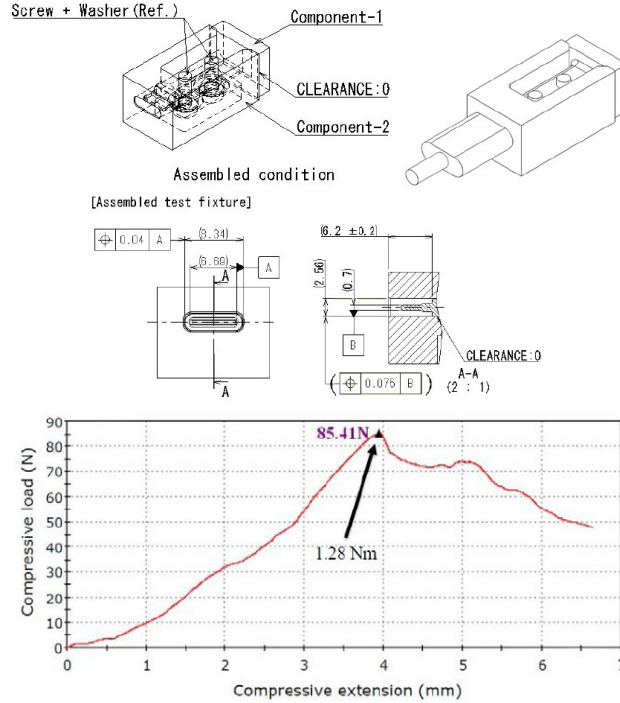 Screw + Washer(Ref.)
Component-1
CLEARANCE:0
Component-2
Assembled condition
[Assembled test fixture]
⌖ 0.04 A
(8.34)
(6.69)
A
A
A
(6.2 ±0.2)
(2.56)
(0.7)
B
CLEARANCE:0
A-A
(2 : 1)
( ⌖ 0.075 B )
Compressive load (N)
90
80
70
60
50
40
30
20
10
0
85.41N
1.28 Nm
0 1 2 3 4 5 6 7
Compressive extension (mm)